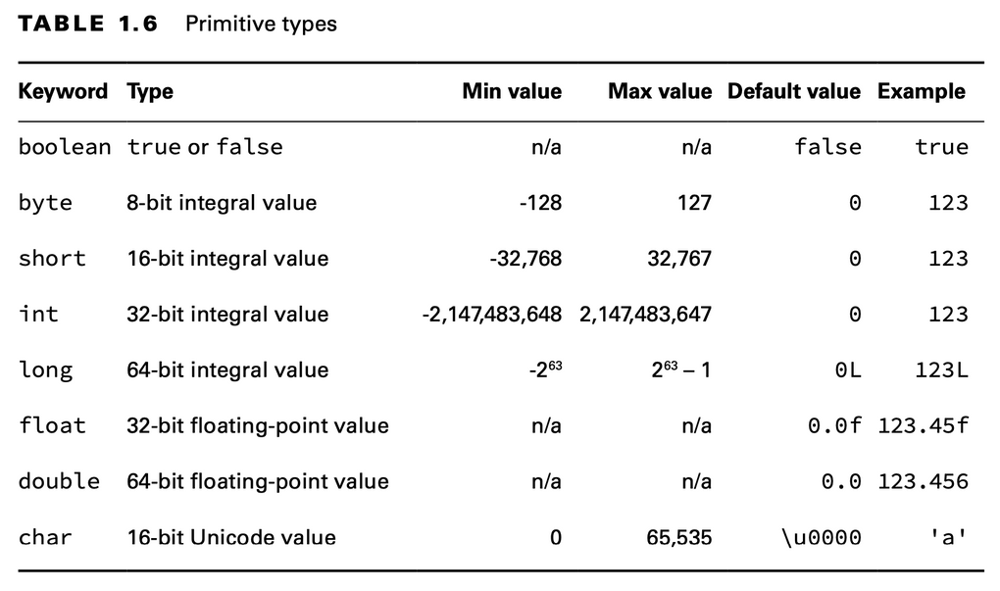 TABLE 1.6 Primitive types
Keyword Type Min value Max value Default value Example
boolean true or false n/a n/a false true
byte 8-bit integral value -128 127 0 123
short 16-bit integral value -32,768 32,767 0 123
int 32-bit integral value -2,147,483,648 2,147,483,647 0 123
long 64-bit integral value -2⁶³ 2⁶³ – 1 0L 123L
float 32-bit floating-point value n/a n/a 0.0f 123.45f
double 64-bit floating-point value n/a n/a 0.0 123.456
char 16-bit Unicode value 0 65,535 \u0000 'a'